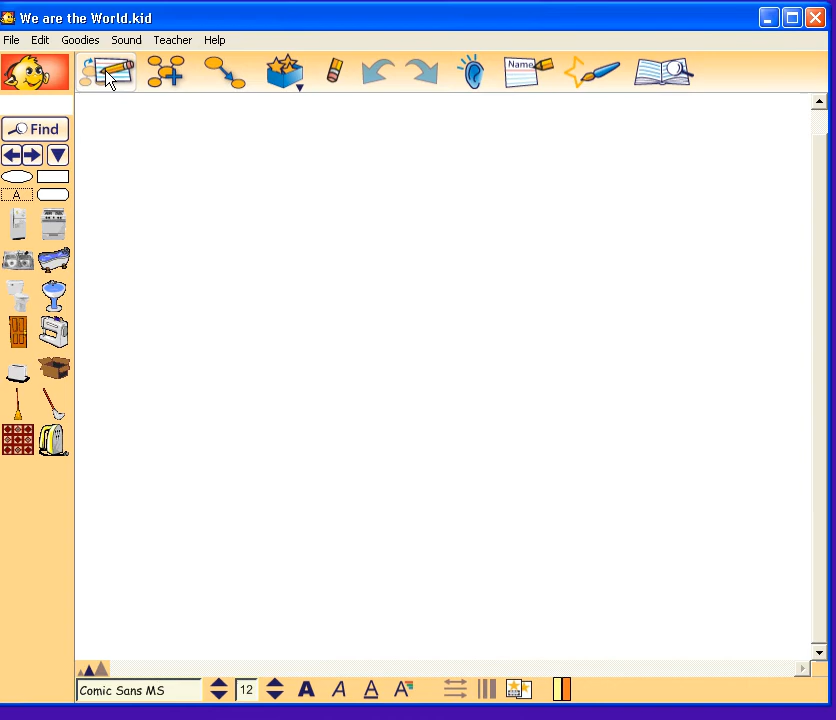 We are the World.kid
File Edit Goodies Sound Teacher Help
Name
Find
A
Comic Sans MS 12 A A A A